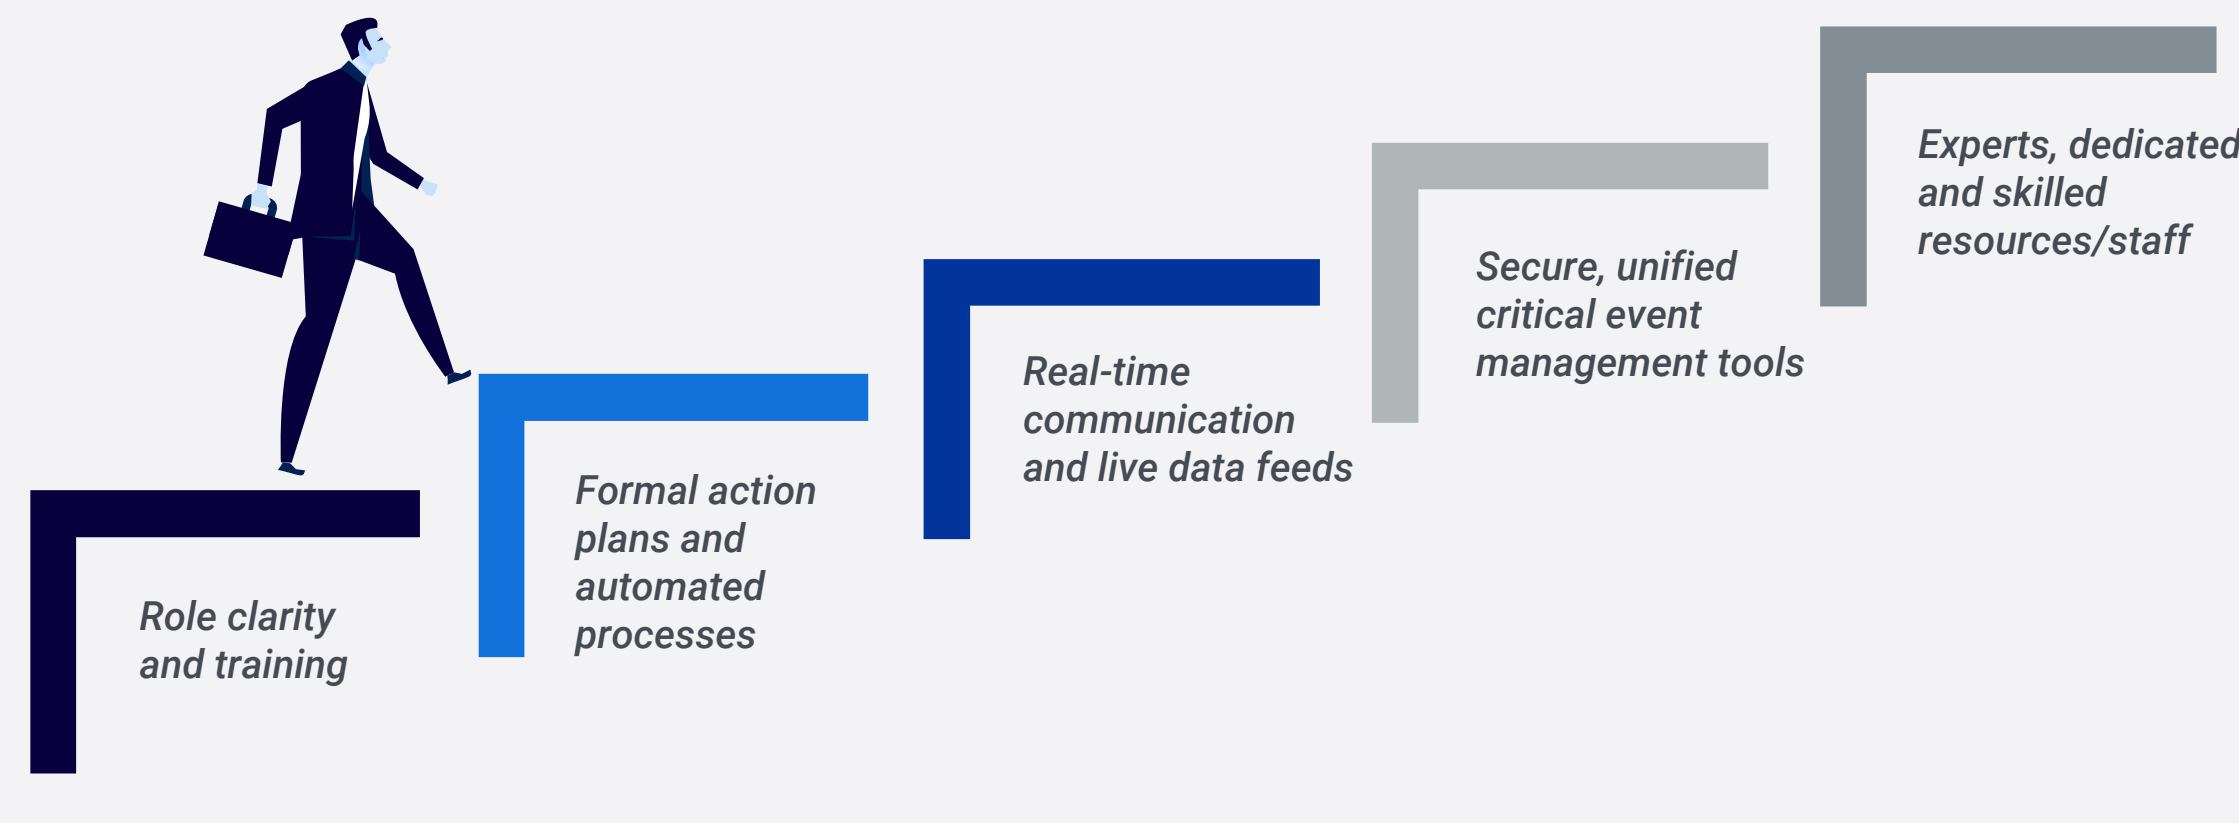 Role clarity
and training
Formal action
plans and
automated
processes
Real-time
communication
and live data feeds
Secure, unified
critical event
management tools
Experts, dedicated
and skilled
resources/staff